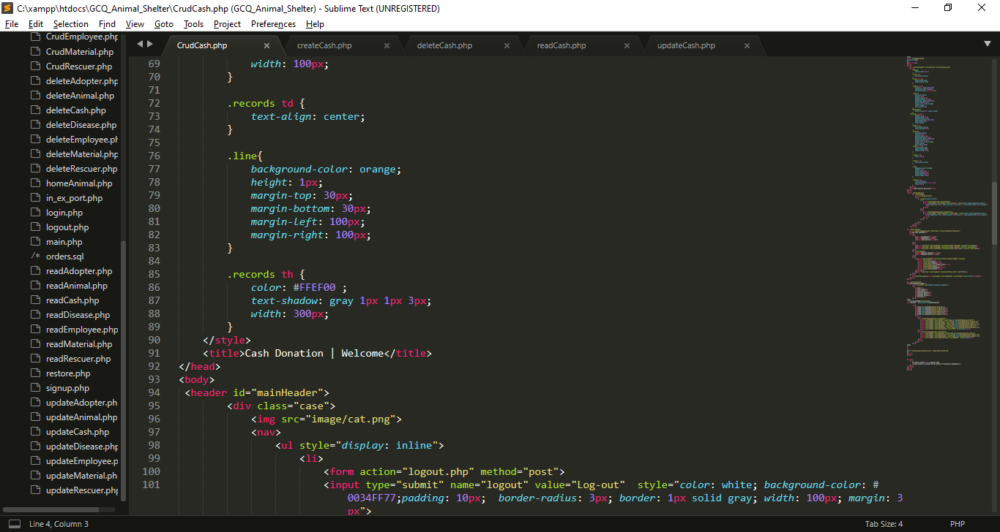 C:\xampp\htdocs\GCQ_Animal_Shelter\CrudCash.php (GCQ_Animal_Shelter) - Sublime Text (UNREGISTERED)
File Edit Selection Find View Goto Tools Project Preferences Help
CrudEmployee.php
CrudMaterial.php
CrudRescuer.php
deleteAdopter.php
deleteAnimal.php
deleteCash.php
deleteDisease.php
deleteEmployee.ph
deleteMaterial.php
deleteRescuer.php
homeAnimal.php
in_ex_port.php
login.php
logout.php
main.php
/* orders.sql
readAdopter.php
readAnimal.php
readCash.php
readDisease.php
readEmployee.php
readMaterial.php
readRescuer.php
restore.php
signup.php
updateAdopter.ph
updateAnimal.php
updateCash.php
updateDisease.php
updateEmployee.p
updateMaterial.ph
updateRescuer.php
CrudCash.php createCash.php deleteCash.php readCash.php updateCash.php
69 width: 100px;
70 }
71
72 .records td {
73 text-align: center;
74 }
75
76 .line{
77 background-color: orange;
78 height: 1px;
79 margin-top: 30px;
80 margin-bottom: 30px;
81 margin-left: 100px;
82 margin-right: 100px;
83 }
84
85 .records th {
86 color: #FFEF00 ;
87 text-shadow: gray 1px 1px 3px;
88 width: 300px;
89 }
90 </style>
91 <title>Cash Donation | Welcome</title>
92 </head>
93 <body>
94 <header id="mainHeader">
95 <div class="case">
96 <img src="image/cat.png">
97 <nav>
98 <ul style="display: inline">
99 <li>
100 <form action="logout.php" method="post">
101 <input type="submit" name="logout" value="Log-out"  style="color: white; background-color: #
0034FF77;padding: 10px;  border-radius: 3px; border: 1px solid gray; width: 100px; margin: 3
px">
Line 4, Column 3 Tab Size: 4 PHP